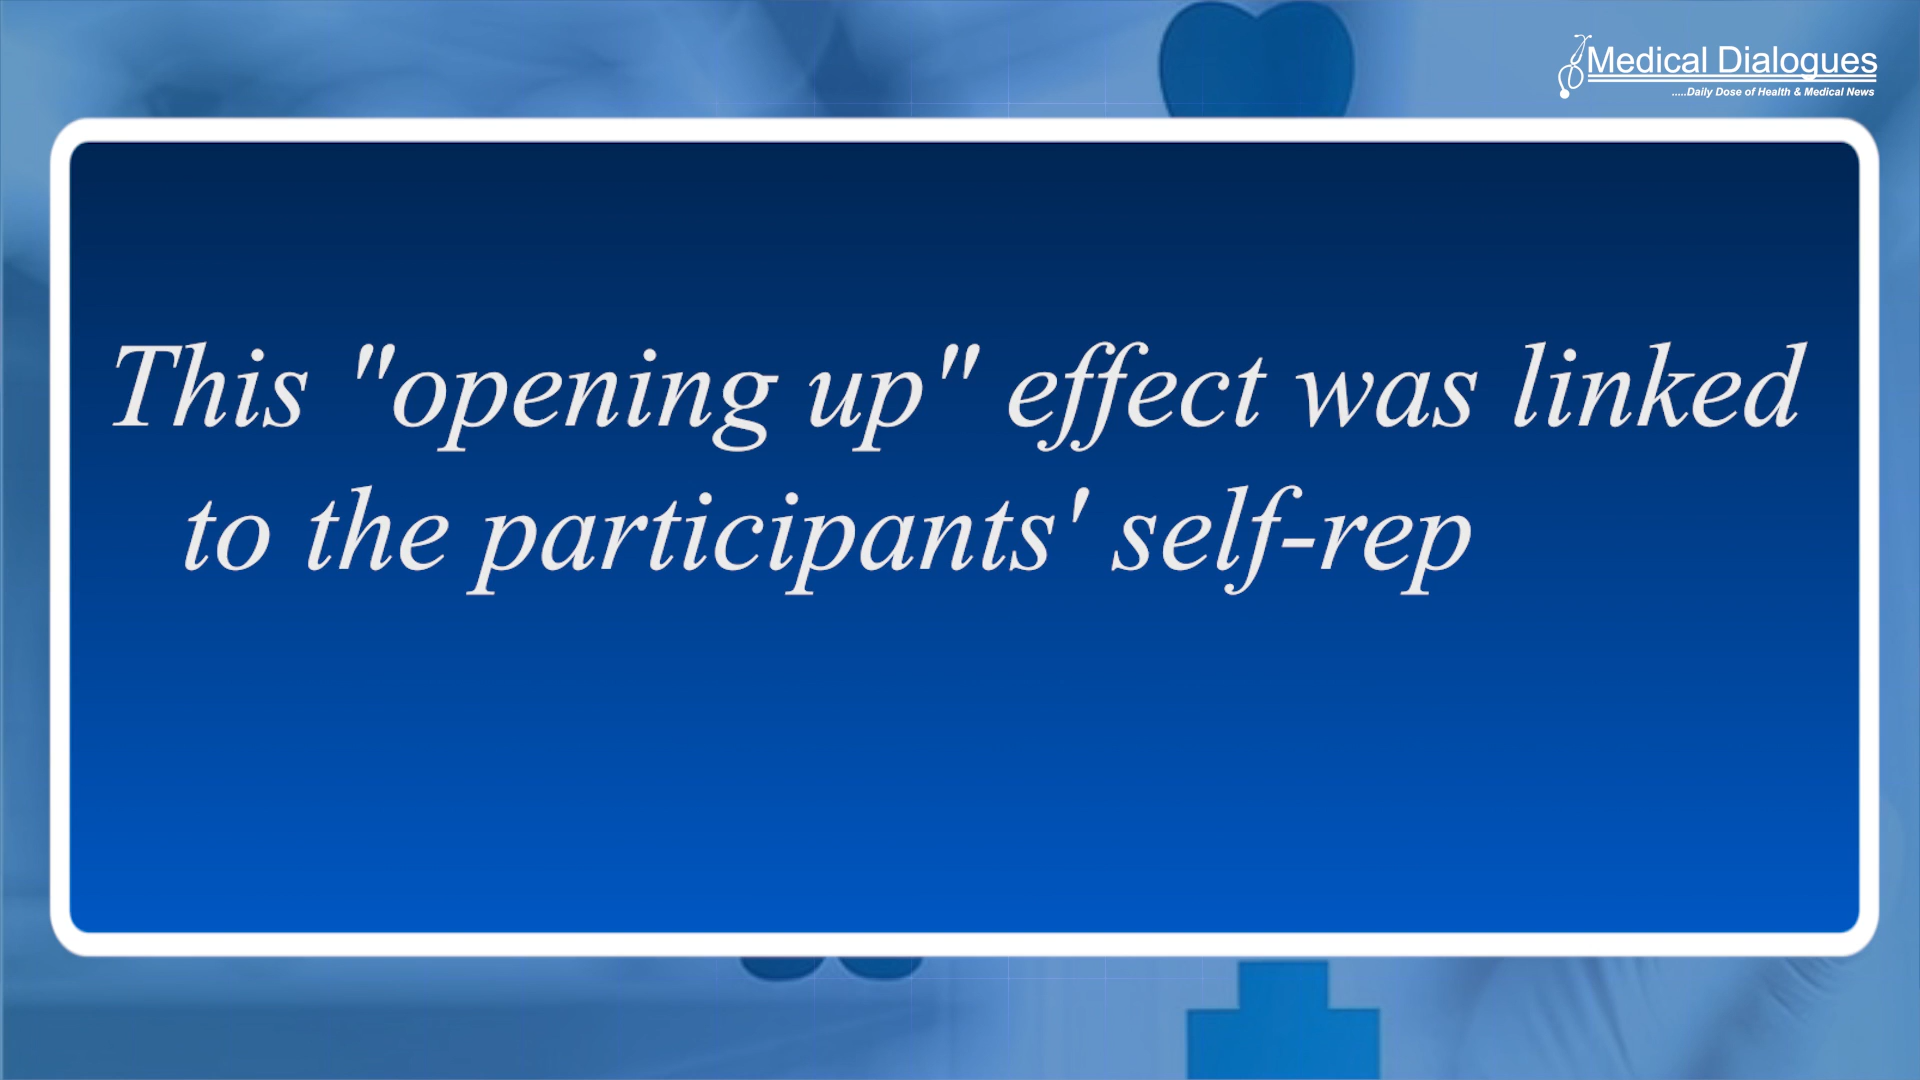 Medical Dialogues
.....Daily Dose of Health & Medical News
This "opening up" effect was linked
to the participants' self-rep